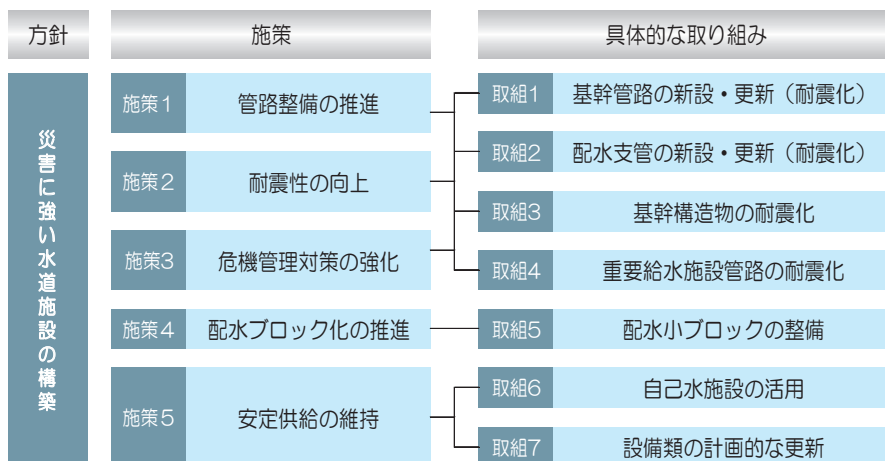 方針
施策
具体的な取り組み
災害に強い水道施設の構築
施策1
管路整備の推進
施策2
耐震性の向上
施策3
危機管理対策の強化
施策4
配水ブロック化の推進
施策5
安定供給の維持
取組1
基幹管路の新設・更新（耐震化）
取組2
配水支管の新設・更新（耐震化）
取組3
基幹構造物の耐震化
取組4
重要給水施設管路の耐震化
取組5
配水小ブロックの整備
取組6
自己水施設の活用
取組7
設備類の計画的な更新